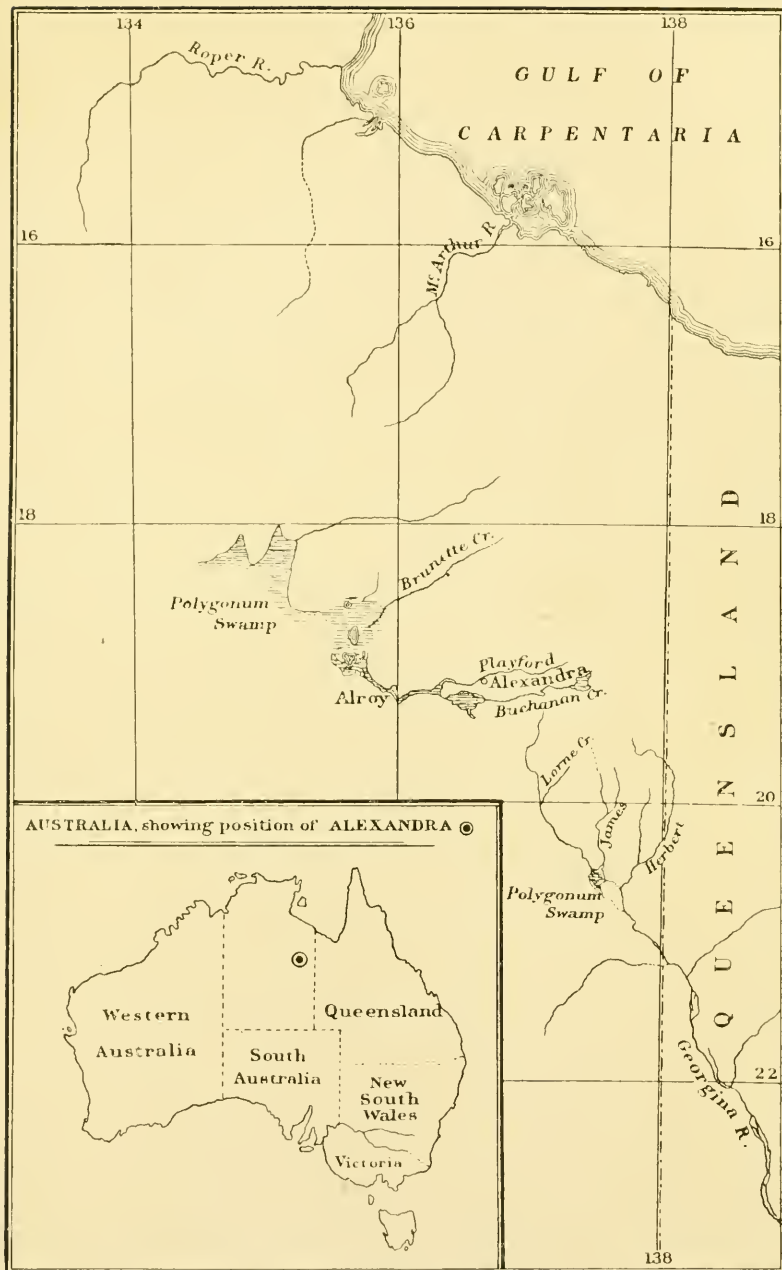 134
136
138
Roper R.
GULF OF
CARPENTARIA
16
16
Mc. Arthur R.
18
18
Brunette Cr.
Polygonum
Swamp
Playford
Alexandra
Alroy
Buchanan Cr.
QUEENSLAND
Lorne Cr.
20
James
Herbert
Polygonum
Swamp
Georgina R.
22
138
AUSTRALIA, showing position of ALEXANDRA
Western
Australia
Queensland
South
Australia
New
South
Wales
Victoria